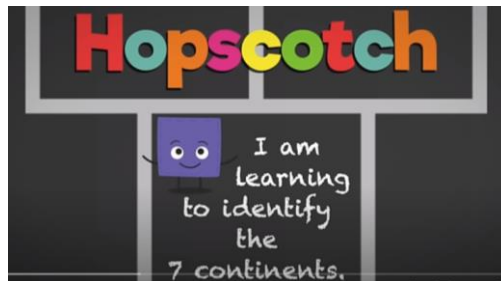 Hopscotch
I am
learning
to identify
the
7 continents.